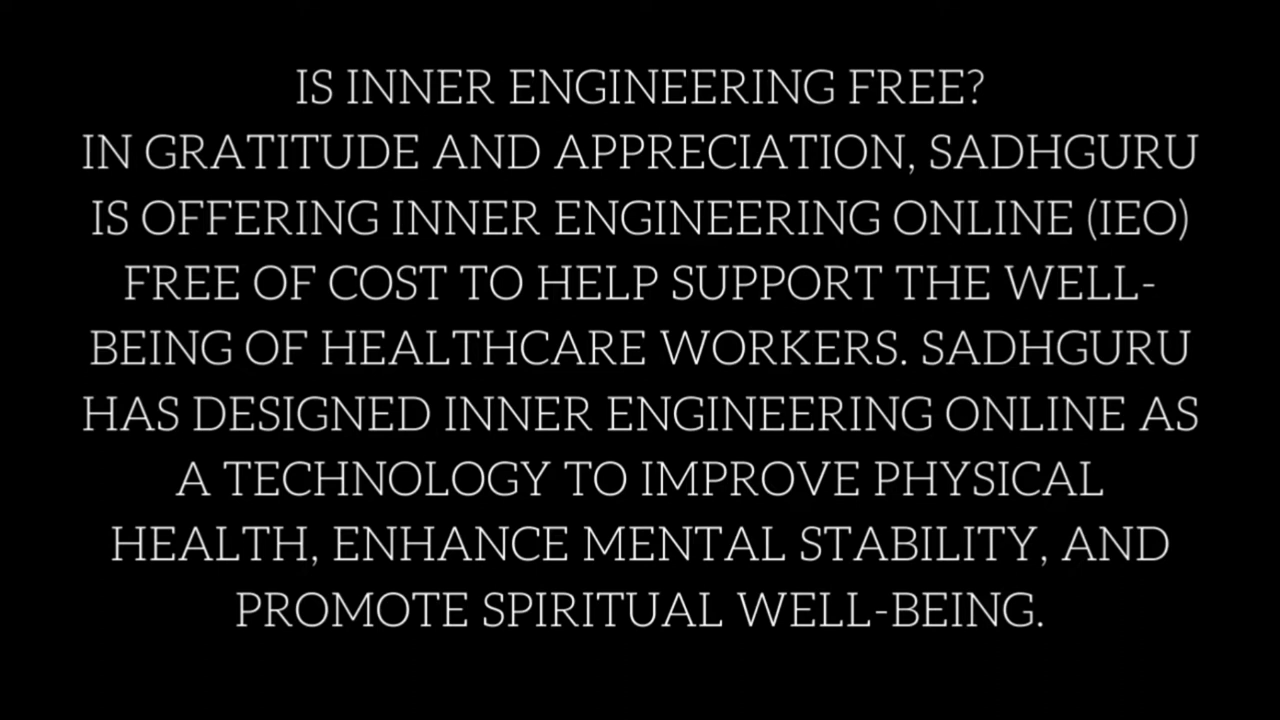 IS INNER ENGINEERING FREE?
IN GRATITUDE AND APPRECIATION, SADHGURU
IS OFFERING INNER ENGINEERING ONLINE (IEO)
FREE OF COST TO HELP SUPPORT THE WELL-
BEING OF HEALTHCARE WORKERS. SADHGURU
HAS DESIGNED INNER ENGINEERING ONLINE AS
A TECHNOLOGY TO IMPROVE PHYSICAL
HEALTH, ENHANCE MENTAL STABILITY, AND
PROMOTE SPIRITUAL WELL-BEING.